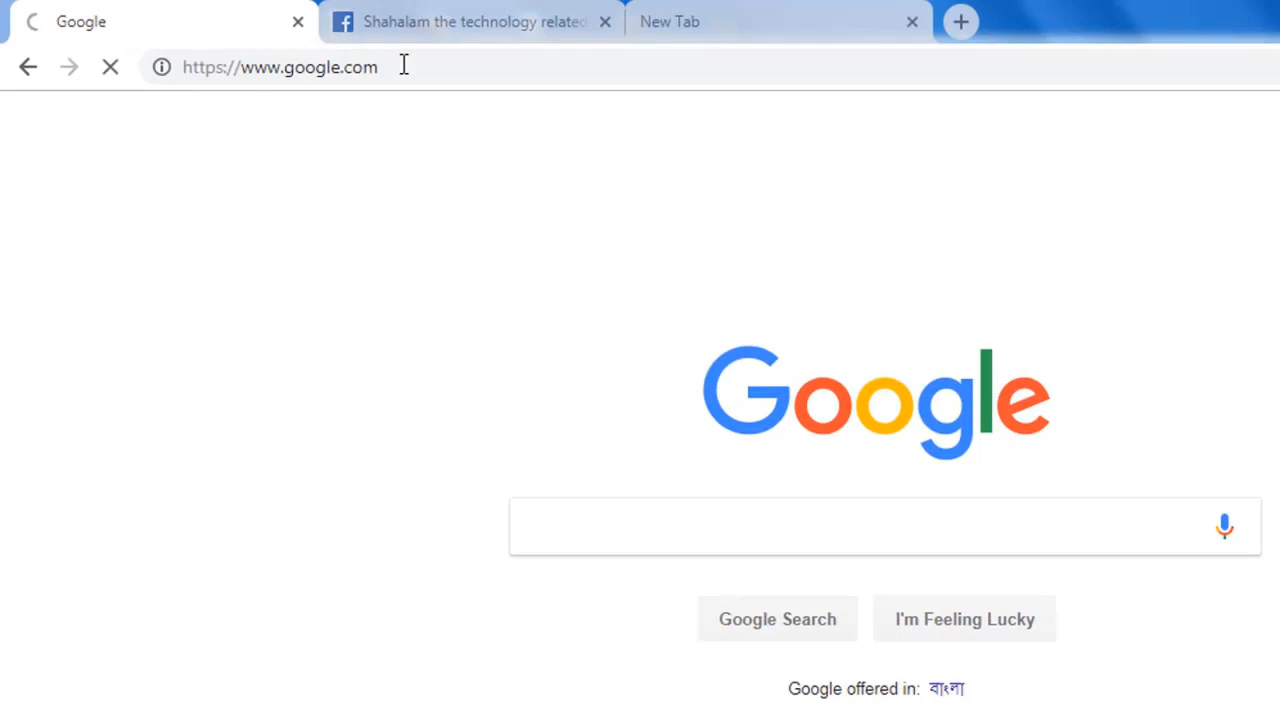 Google
Shahalam the technology related
New Tab
https://www.google.com
Google
Google Search
I'm Feeling Lucky
Google offered in: বাংলা